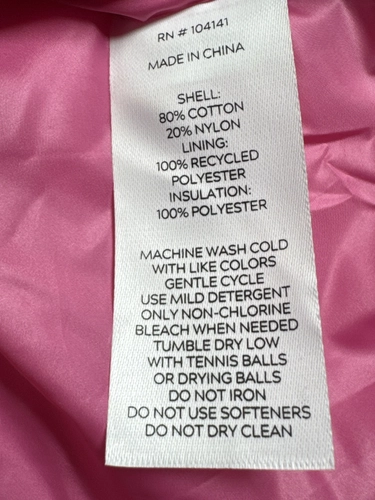 RN # 104141
MADE IN CHINA
SHELL:
80% COTTON
20% NYLON
LINING:
100% RECYCLED
POLYESTER
INSULATION:
100% POLYESTER
MACHINE WASH COLD
WITH LIKE COLORS
GENTLE CYCLE
USE MILD DETERGENT
ONLY NON-CHLORINE
BLEACH WHEN NEEDED
TUMBLE DRY LOW
WITH TENNIS BALLS
OR DRYING BALLS
DO NOT IRON
DO NOT USE SOFTENERS
DO NOT DRY CLEAN